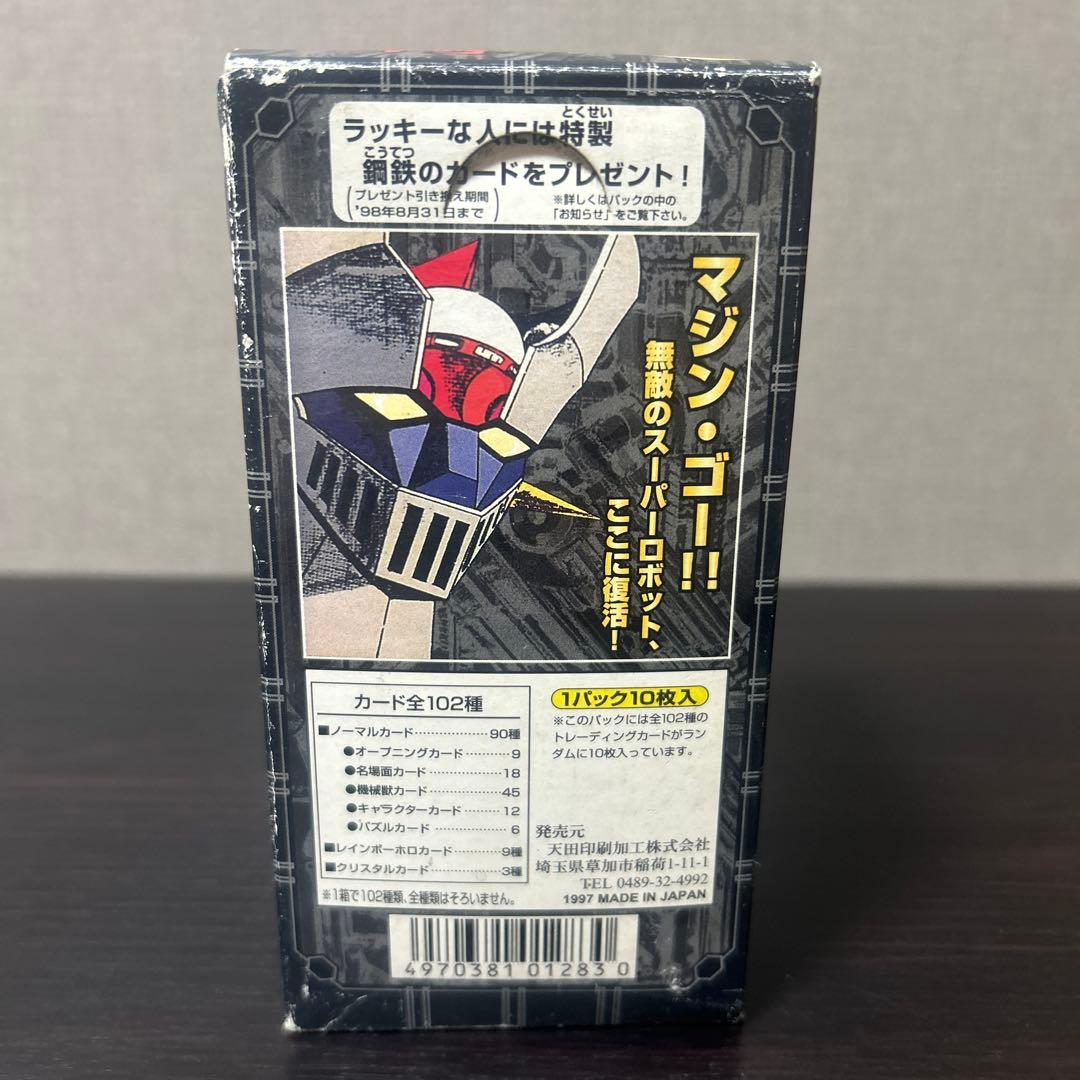 ラッキーな人には特製
とくせい
鋼鉄のカードをプレゼント!
こうてつ
(プレゼント引き換え期間
'98年8月31日まで)
※詳しくはパックの中の
「お知らせ」をご覧下さい。
マジン・ゴー!!
無敵のスーパーロボット、
ここに復活!
カード全102種
■ノーマルカード……………90種
●オープニングカード………9
●名場面カード……………18
●機械獣カード……………45
●キャラクターカード………12
●パズルカード……………6
■レインボーホロカード………9種
■クリスタルカード……………3種
※1箱で102種類、全種類はそろいません。
1パック10枚入
※このパックには全102種の
トレーディングカードがラン
ダムに10枚入っています。
発売元
天田印刷加工株式会社
埼玉県草加市稲荷1-11-1
TEL 0489-32-4992
1997 MADE IN JAPAN
4970381 01283 0